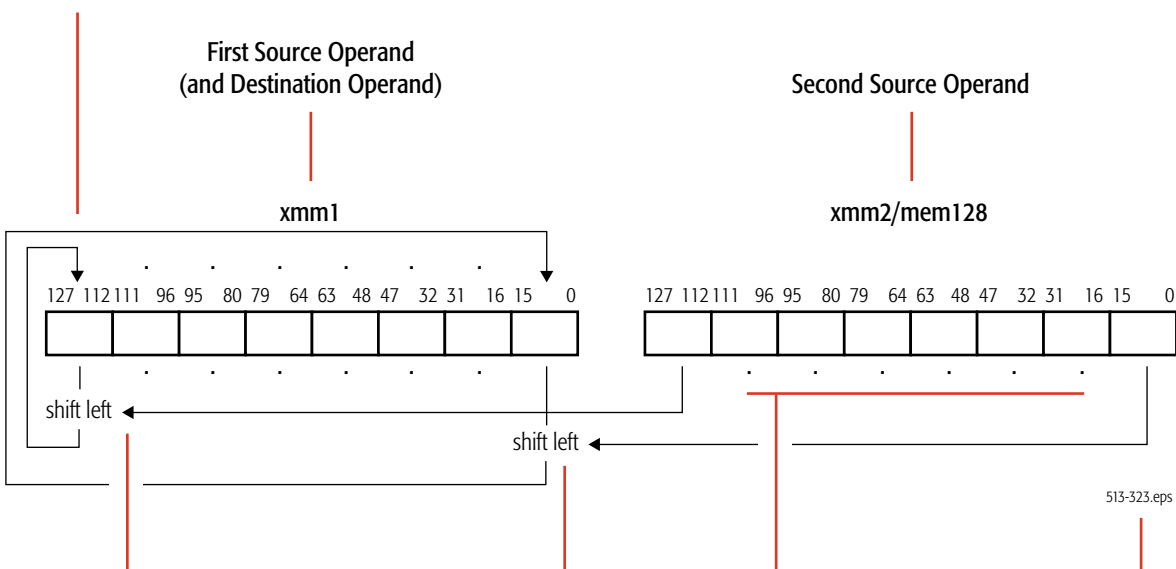 First Source Operand
(and Destination Operand)
Second Source Operand
xmm1
xmm2/mem128
. . . . . .
127 112 111 96 95 80 79 64 63 48 47 32 31 16 15 0
127 112 111 96 95 80 79 64 63 48 47 32 31 16 15 0
. . . . . .
. . . . . .
shift left
shift left
513-323.eps